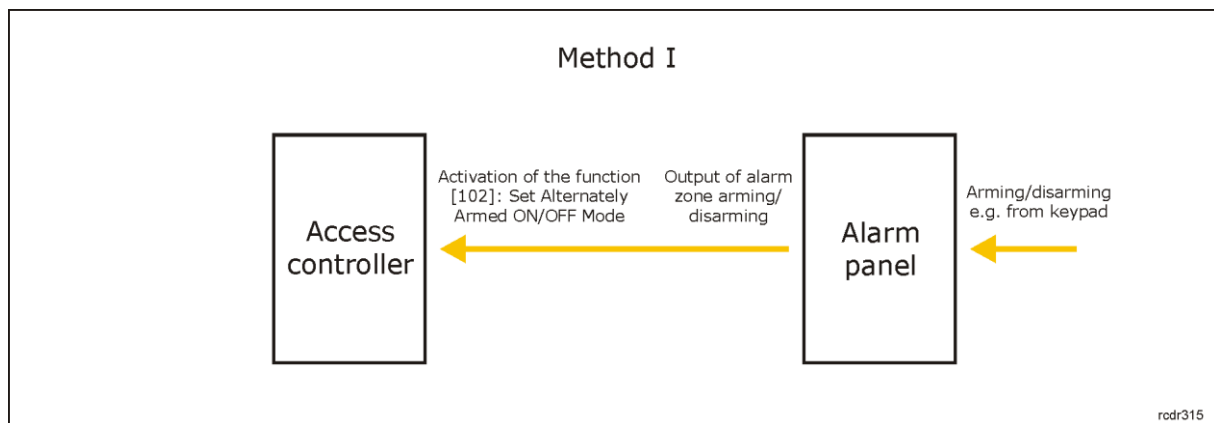 Method I
Access
controller
Activation of the function
[102]: Set Alternately
Armed ON/OFF Mode
Output of alarm
zone arming/
disarming
Alarm
panel
Arming/disarming
e.g. from keypad
rcdr315